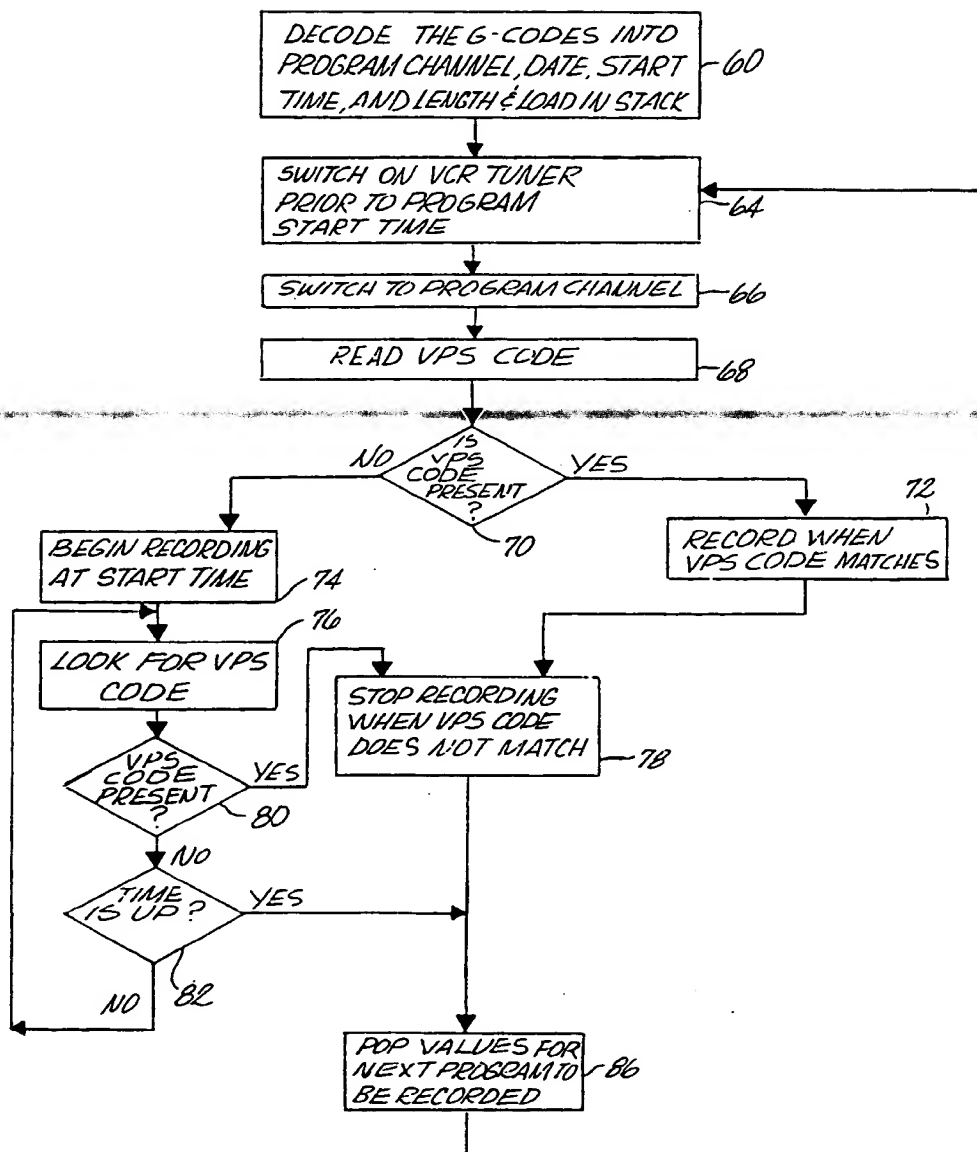 DECODE THE G-CODES INTO
PROGRAM CHANNEL, DATE, START
TIME, AND LENGTH & LOAD IN STACK
60
SWITCH ON VCR TUNER
PRIOR TO PROGRAM
START TIME
64
SWITCH TO PROGRAM CHANNEL
66
READ VPS CODE
68
IS
VPS
CODE
PRESENT
?
NO
YES
70
72
BEGIN RECORDING
AT START TIME
74
RECORD WHEN
VPS CODE MATCHES
76
LOOK FOR VPS
CODE
STOP RECORDING
WHEN VPS CODE
DOES NOT MATCH
78
VPS
CODE
PRESENT
?
YES
80
NO
TIME
IS UP?
YES
82
NO
POP VALUES FOR
NEXT PROGRAM TO
BE RECORDED
86